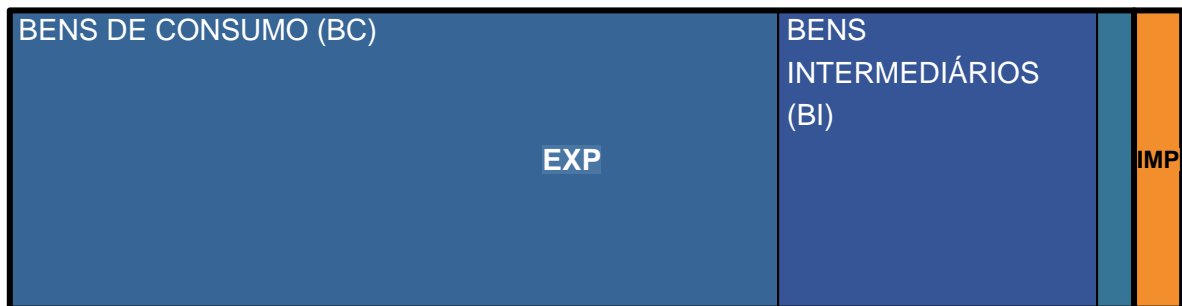 BENS DE CONSUMO (BC)
BENS
INTERMEDIÁRIOS
(BI)
EXP
IMP